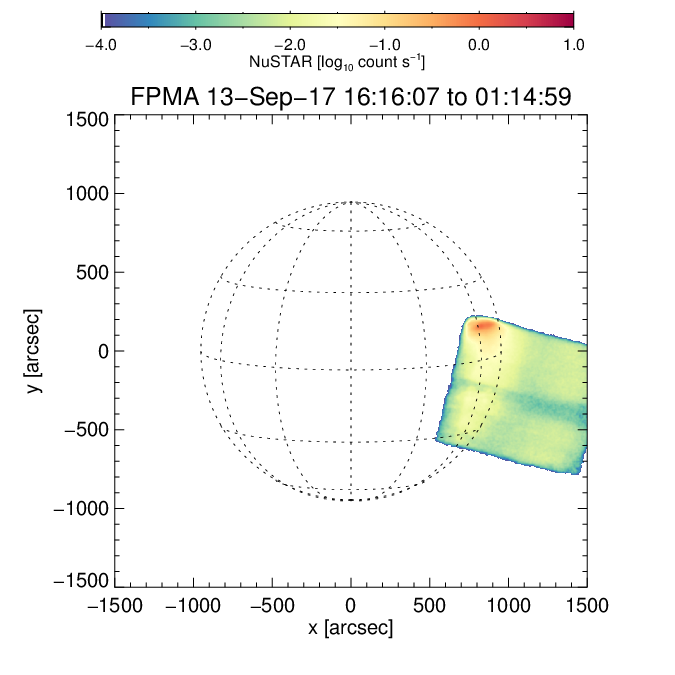 −4.0 −3.0 −2.0 −1.0 0.0 1.0
NuSTAR [log₁₀ count s⁻¹]
FPMA 13−Sep−17 16:16:07 to 01:14:59
1500
1000
500
0
−500
−1000
−1500
y [arcsec]
−1500 −1000 −500 0 500 1000 1500
x [arcsec]